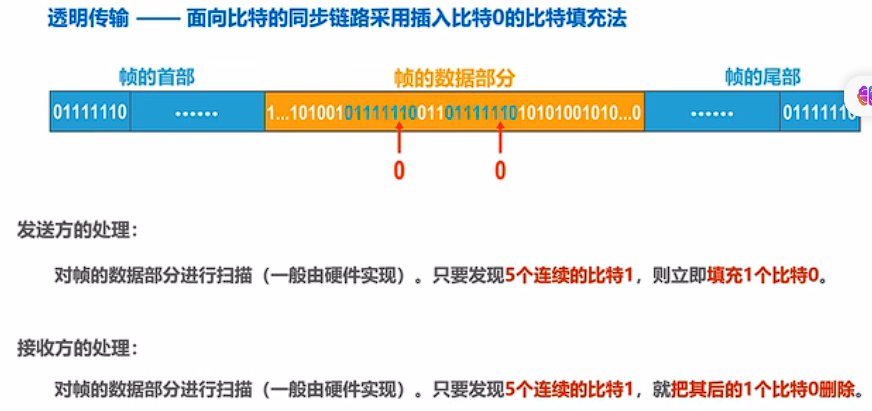 透明传输 —— 面向比特的同步链路采用插入比特0的比特填充法
帧的首部 帧的数据部分 帧的尾部
01111110 …… 1…10100101111110011011111101010100101 0…0 …… 01111110
0 0
发送方的处理：
对帧的数据部分进行扫描（一般由硬件实现）。只要发现5个连续的比特1，则立即填充1个比特0。
接收方的处理：
对帧的数据部分进行扫描（一般由硬件实现）。只要发现5个连续的比特1，就把其后的1个比特0删除。